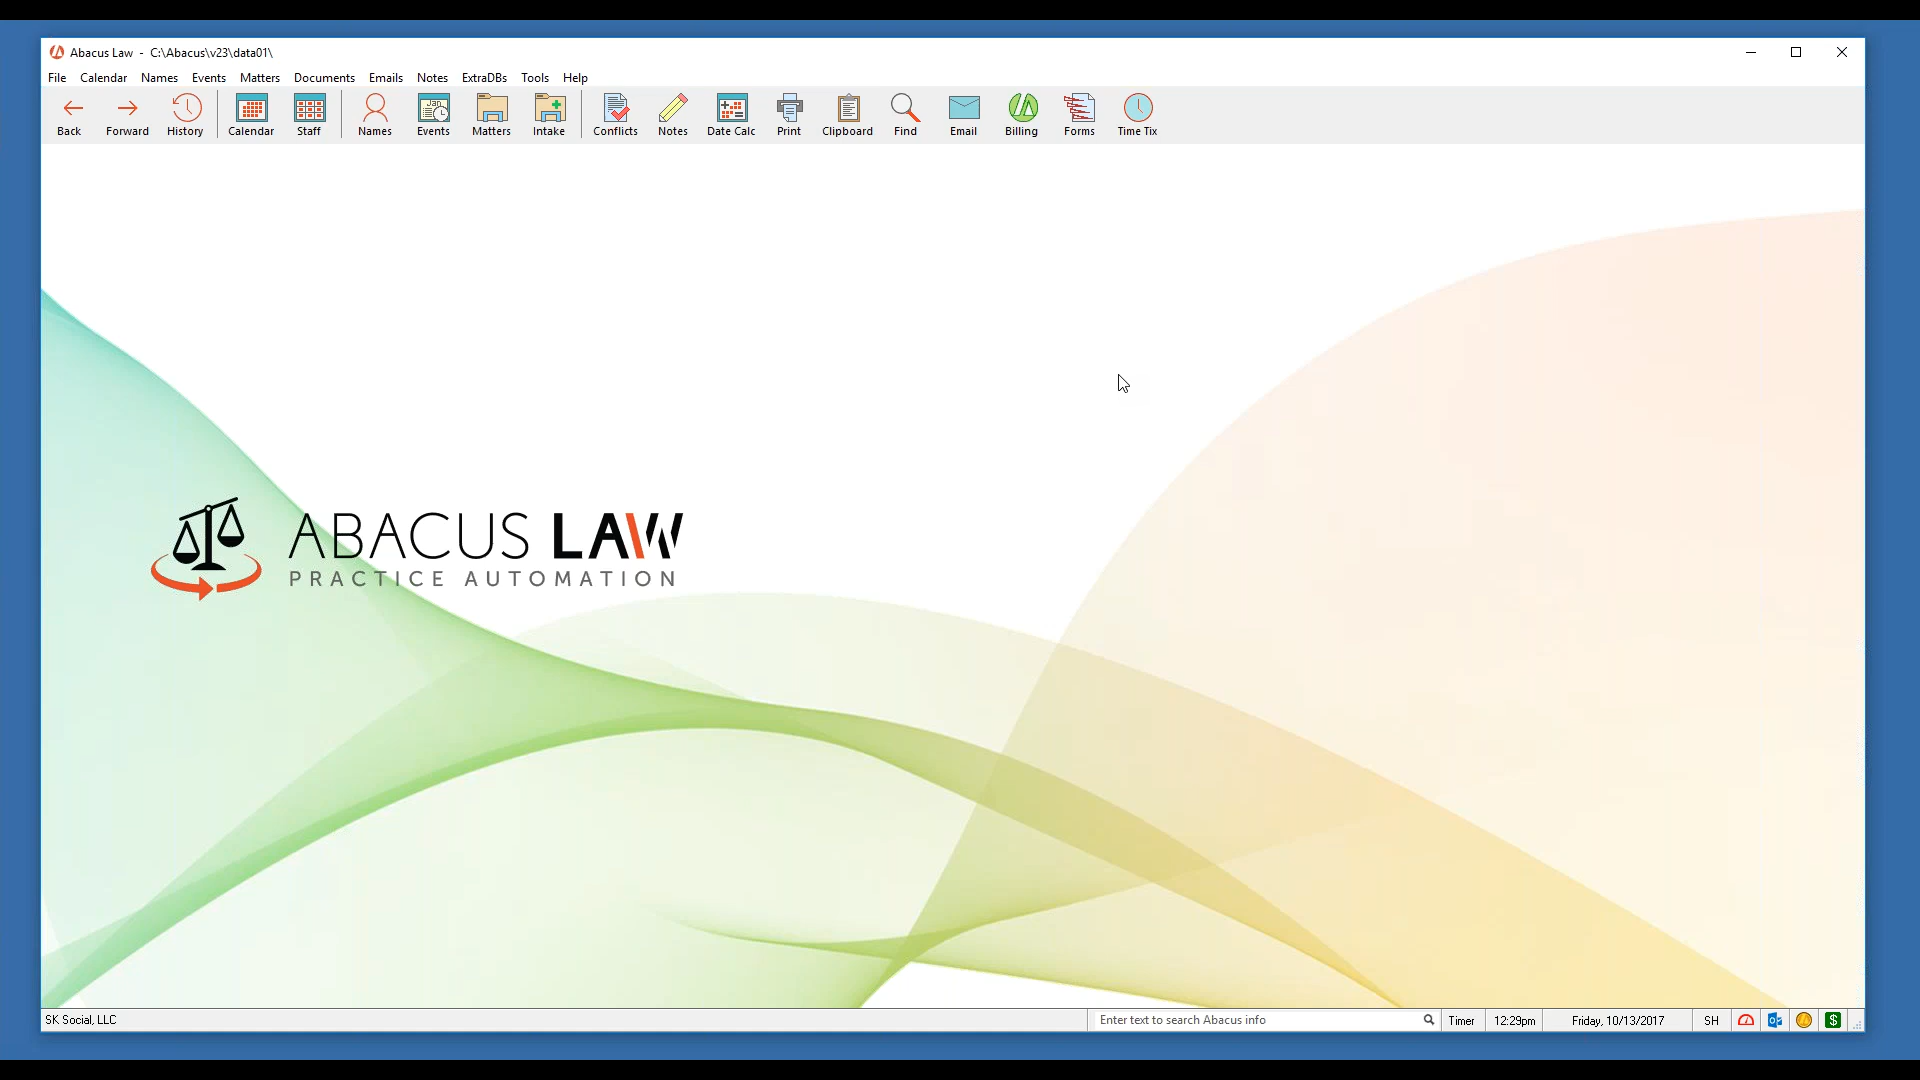 Abacus Law - C:\Abacus\v23\data01\
File Calendar Names Events Matters Documents Emails Notes ExtraDBs Tools Help
Back Forward History Calendar Staff Names Events Matters Intake Conflicts Notes Date Calc Print Clipboard Find Email Billing Forms Time Tix
ABACUS LAW
PRACTICE AUTOMATION
SK Social, LLC Enter text to search Abacus info Timer 12:29pm Friday, 10/13/2017 SH